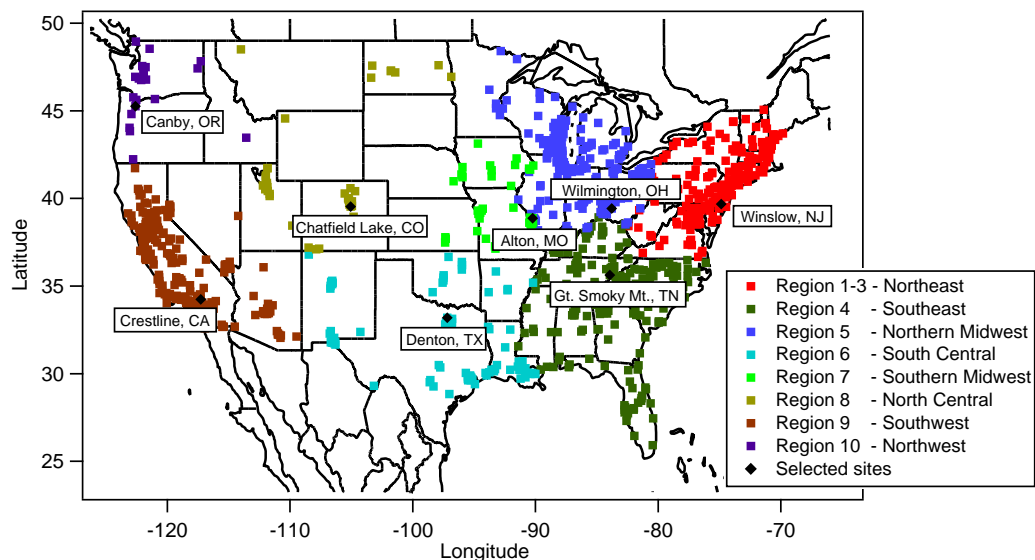 50
45
40
35
30
25
Latitude
Canby, OR
Chatfield Lake, CO
Crestline, CA
Denton, TX
Alton, MO
Wilmington, OH
Winslow, NJ
Gt. Smoky Mt., TN
Region 1-3 - Northeast
Region 4 - Southeast
Region 5 - Northern Midwest
Region 6 - South Central
Region 7 - Southern Midwest
Region 8 - North Central
Region 9 - Southwest
Region 10 - Northwest
Selected sites
-120
-110
-100
-90
-80
-70
Longitude